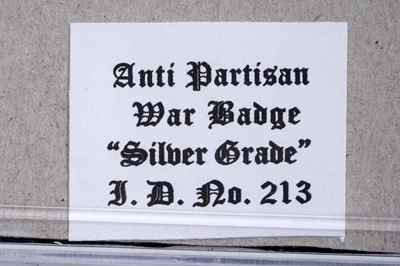 Anti Partisan
War Badge
“Silver Grade”
I. D. No. 213